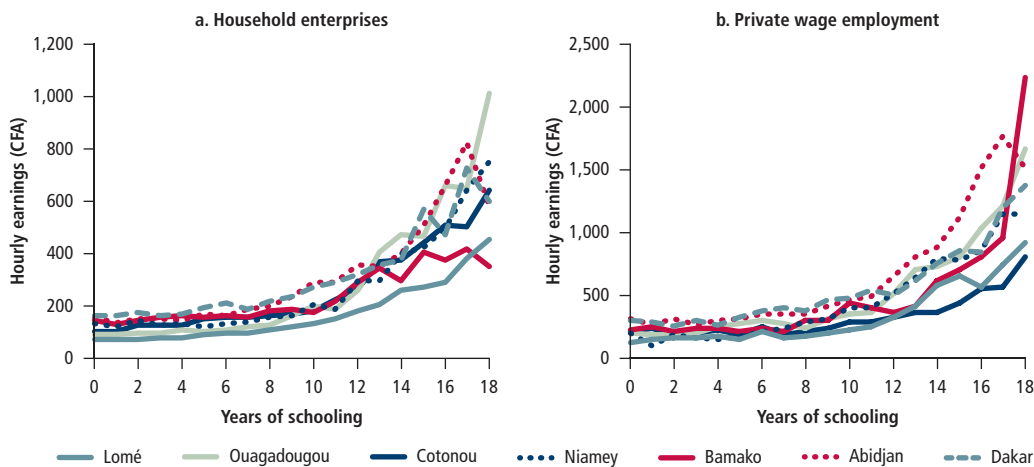 a. Household enterprises
1,200
1,000
800
600
400
200
0
Hourly earnings (CFA)
0 2 4 6 8 10 12 14 16 18
Years of schooling
b. Private wage employment
2,500
2,000
1,500
1,000
500
0
Hourly earnings (CFA)
0 2 4 6 8 10 12 14 16 18
Years of schooling
Lomé Ouagadougou Cotonou Niamey Bamako Abidjan Dakar